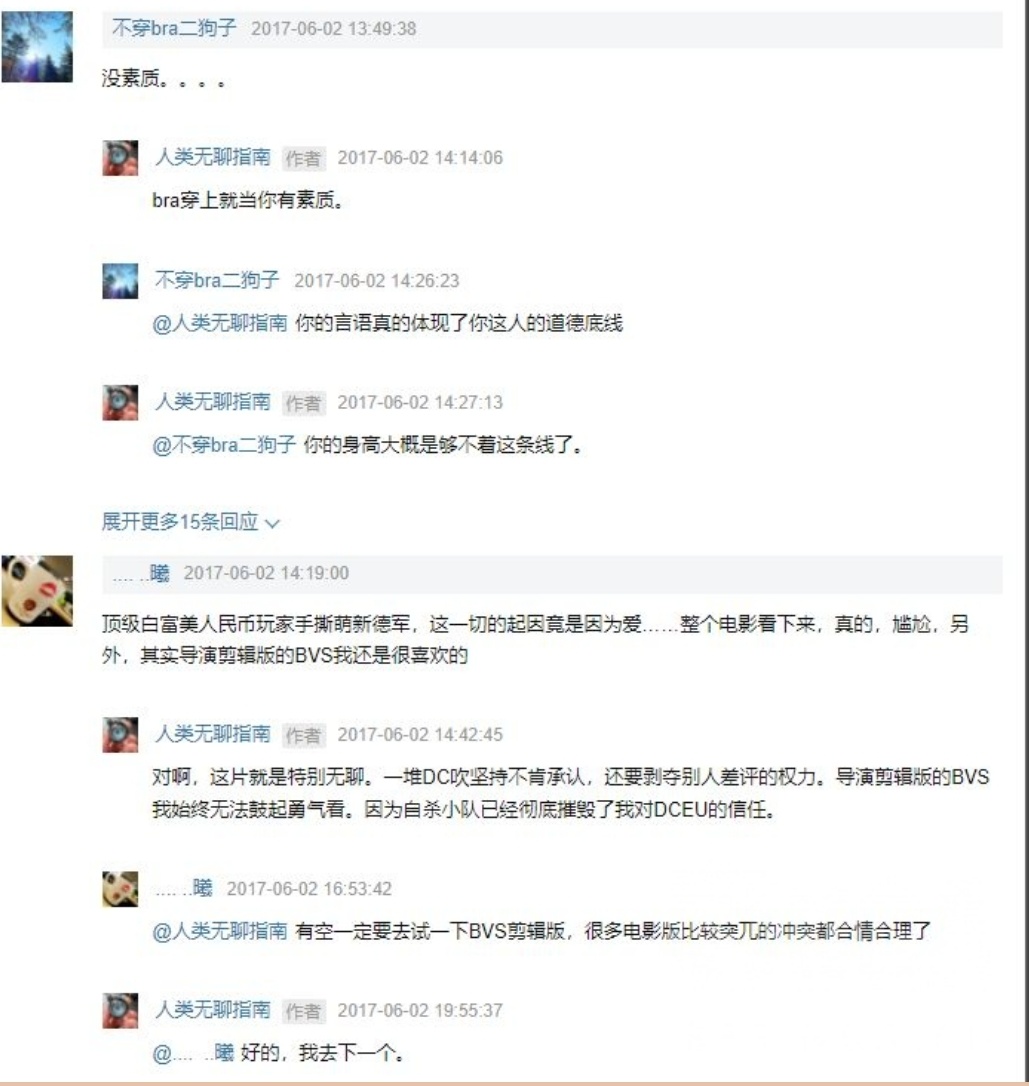 不穿bra二狗子 2017-06-02 13:49:38
没素质。。。。
人类无聊指南 作者 2017-06-02 14:14:06
bra穿上就当你有素质。
不穿bra二狗子 2017-06-02 14:26:23
@人类无聊指南 你的言语真的体现了你这人的道德底线
人类无聊指南 作者 2017-06-02 14:27:13
@不穿bra二狗子 你的身高大概是够不着这条线了。
展开更多15条回应
.... ..曦 2017-06-02 14:19:00
顶级白富美人民币玩家手撕萌新德军，这一切的起因竟是因为爱……整个电影看下来，真的，尴尬，另
外，其实导演剪辑版的BVS我还是很喜欢的
人类无聊指南 作者 2017-06-02 14:42:45
对啊，这片就是特别无聊。一堆DC吹坚持不肯承认，还要剥夺别人差评的权力。导演剪辑版的BVS
我始终无法鼓起勇气看。因为自杀小队已经彻底摧毁了我对DCEU的信任。
.... ..曦 2017-06-02 16:53:42
@人类无聊指南 有空一定要去试一下BVS剪辑版，很多电影版比较突兀的冲突都合情合理了
人类无聊指南 作者 2017-06-02 19:55:37
@.... ..曦 好的，我去下一个。